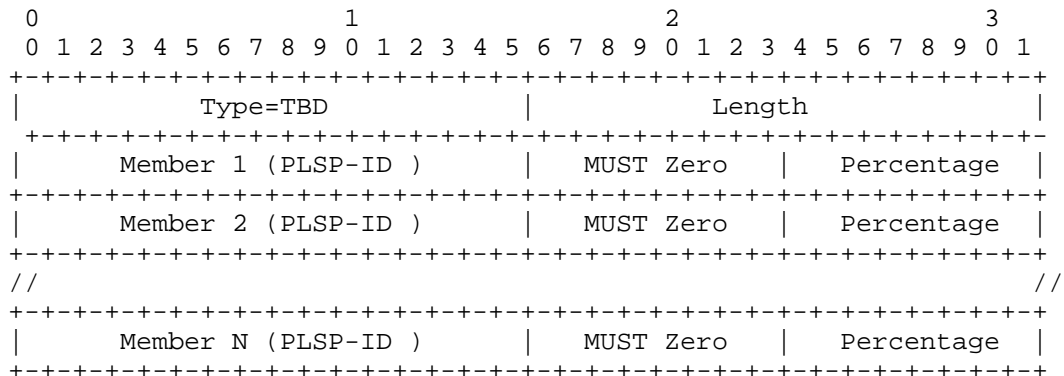 0                   1                   2                   3
 0 1 2 3 4 5 6 7 8 9 0 1 2 3 4 5 6 7 8 9 0 1 2 3 4 5 6 7 8 9 0 1
+-+-+-+-+-+-+-+-+-+-+-+-+-+-+-+-+-+-+-+-+-+-+-+-+-+-+-+-+-+-+-+-+
|           Type=TBD            |           Length              |
 +-+-+-+-+-+-+-+-+-+-+-+-+-+-+-+-+-+-+-+-+-+-+-+-+-+-+-+-+-+-+-+-
|      Member 1 (PLSP-ID )      |   MUST Zero   |   Percentage  |
+-+-+-+-+-+-+-+-+-+-+-+-+-+-+-+-+-+-+-+-+-+-+-+-+-+-+-+-+-+-+-+-+
|      Member 2 (PLSP-ID )      |   MUST Zero   |   Percentage  |
+-+-+-+-+-+-+-+-+-+-+-+-+-+-+-+-+-+-+-+-+-+-+-+-+-+-+-+-+-+-+-+-+
//                                                              //
+-+-+-+-+-+-+-+-+-+-+-+-+-+-+-+-+-+-+-+-+-+-+-+-+-+-+-+-+-+-+-+-+
|      Member N (PLSP-ID )      |   MUST Zero   |   Percentage  |
+-+-+-+-+-+-+-+-+-+-+-+-+-+-+-+-+-+-+-+-+-+-+-+-+-+-+-+-+-+-+-+-+